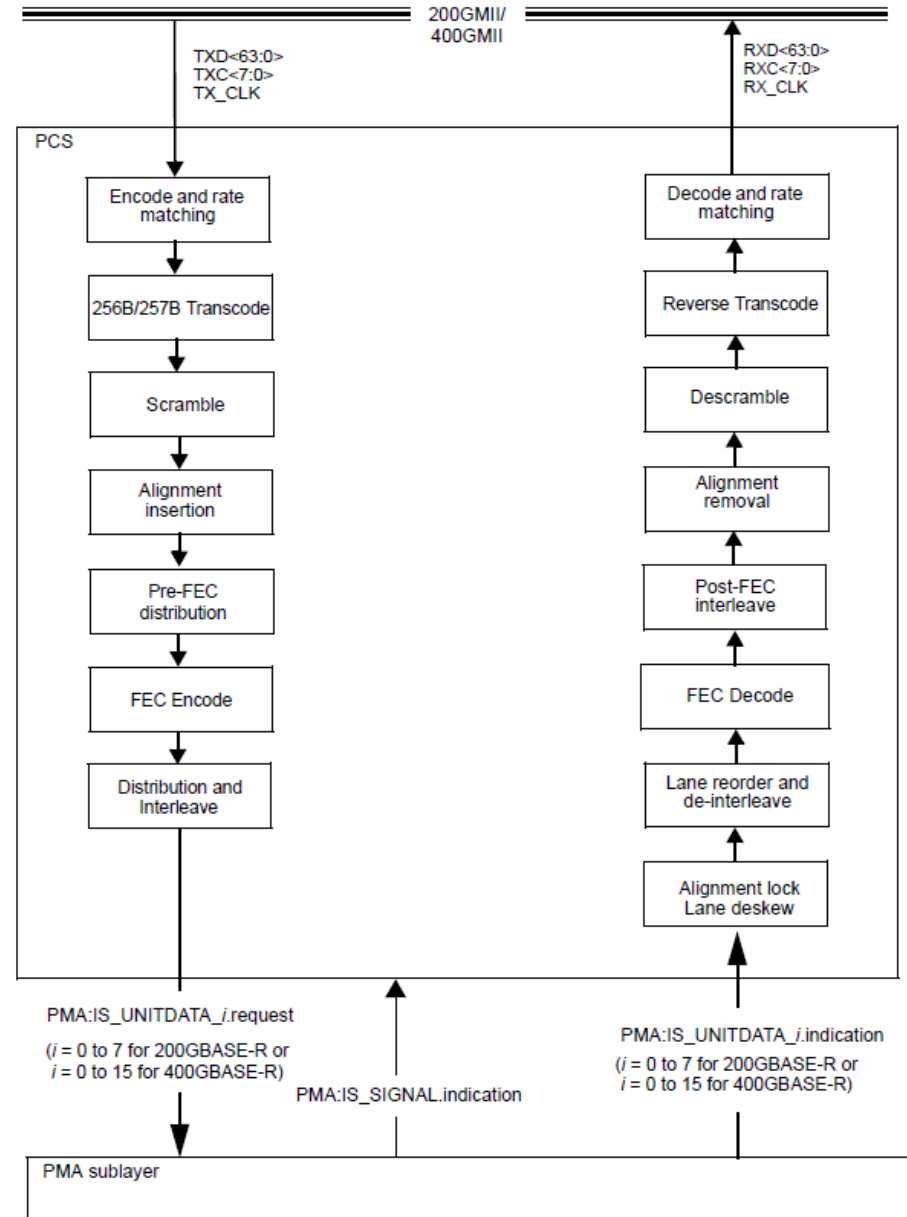 200GMII/
400GMII
TXD<63:0>
TXC<7:0>
TX_CLK
RXD<63:0>
RXC<7:0>
RX_CLK
PCS
Encode and rate
matching
256B/257B Transcode
Scramble
Alignment
insertion
Pre-FEC
distribution
FEC Encode
Distribution and
Interleave
Decode and rate
matching
Reverse Transcode
Descramble
Alignment
removal
Post-FEC
interleave
FEC Decode
Lane reorder and
de-interleave
Alignment lock
Lane deskew
PMA:IS_UNITDATA_i.request
(i = 0 to 7 for 200GBASE-R or
i = 0 to 15 for 400GBASE-R)
PMA:IS_SIGNAL.indication
PMA:IS_UNITDATA_i.indication
(i = 0 to 7 for 200GBASE-R or
i = 0 to 15 for 400GBASE-R)
PMA sublayer